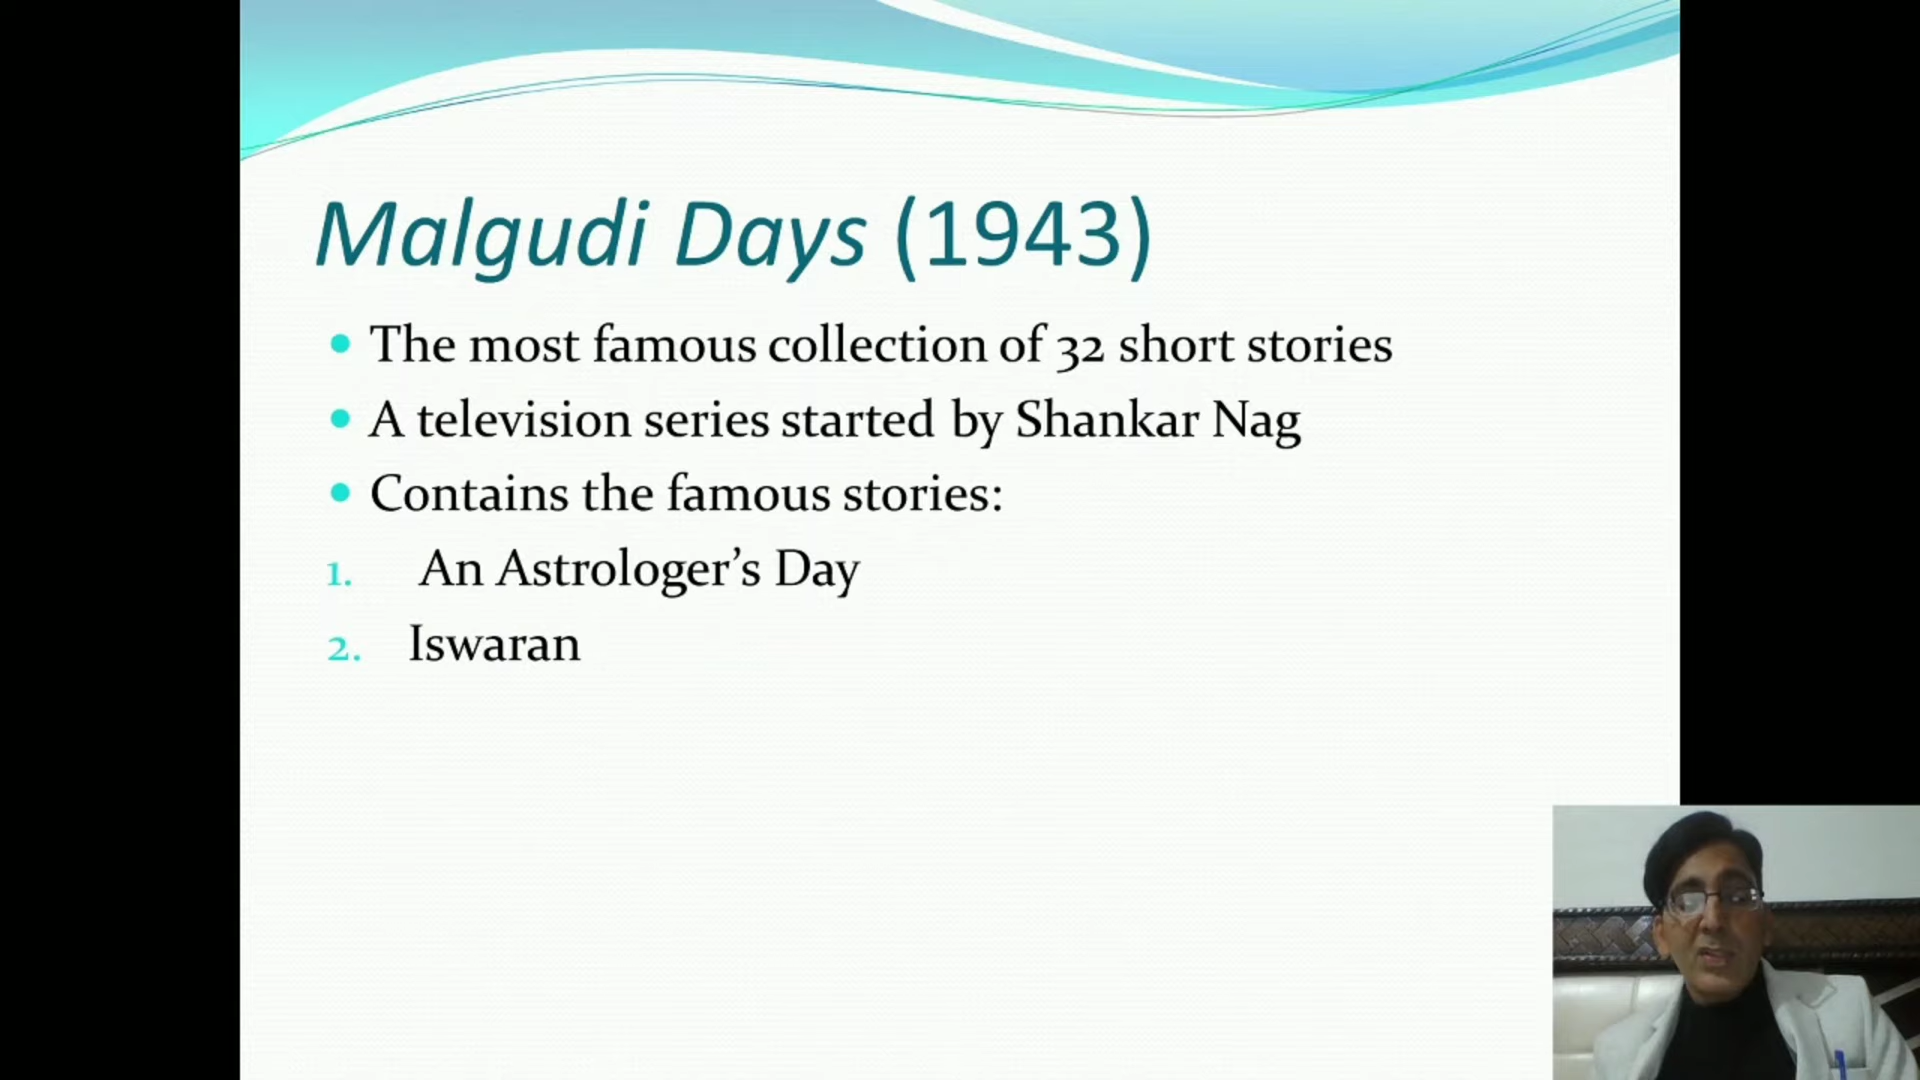 Malgudi Days (1943)
The most famous collection of 32 short stories
A television series started by Shankar Nag
Contains the famous stories:
1. An Astrologer’s Day
2. Iswaran